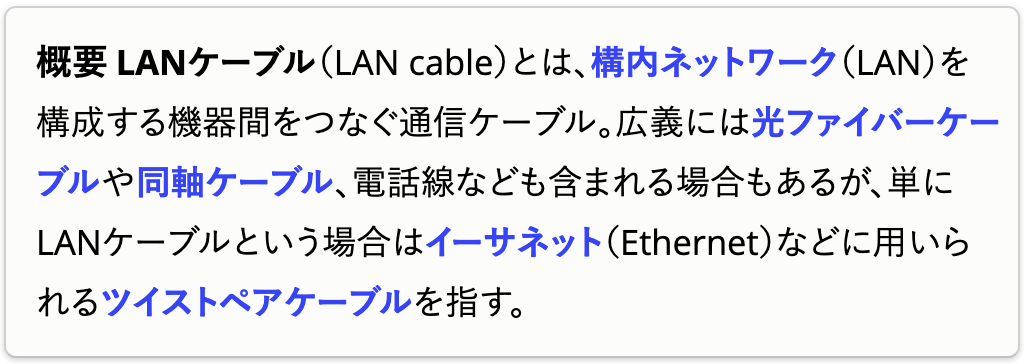 概要 LANケーブル（LAN cable）とは、構内ネットワーク（LAN）を
構成する機器間をつなぐ通信ケーブル。広義には光ファイバーケー
ブルや同軸ケーブル、電話線なども含まれる場合もあるが、単に
LANケーブルという場合はイーサネット（Ethernet）などに用いら
れるツイストペアケーブルを指す。